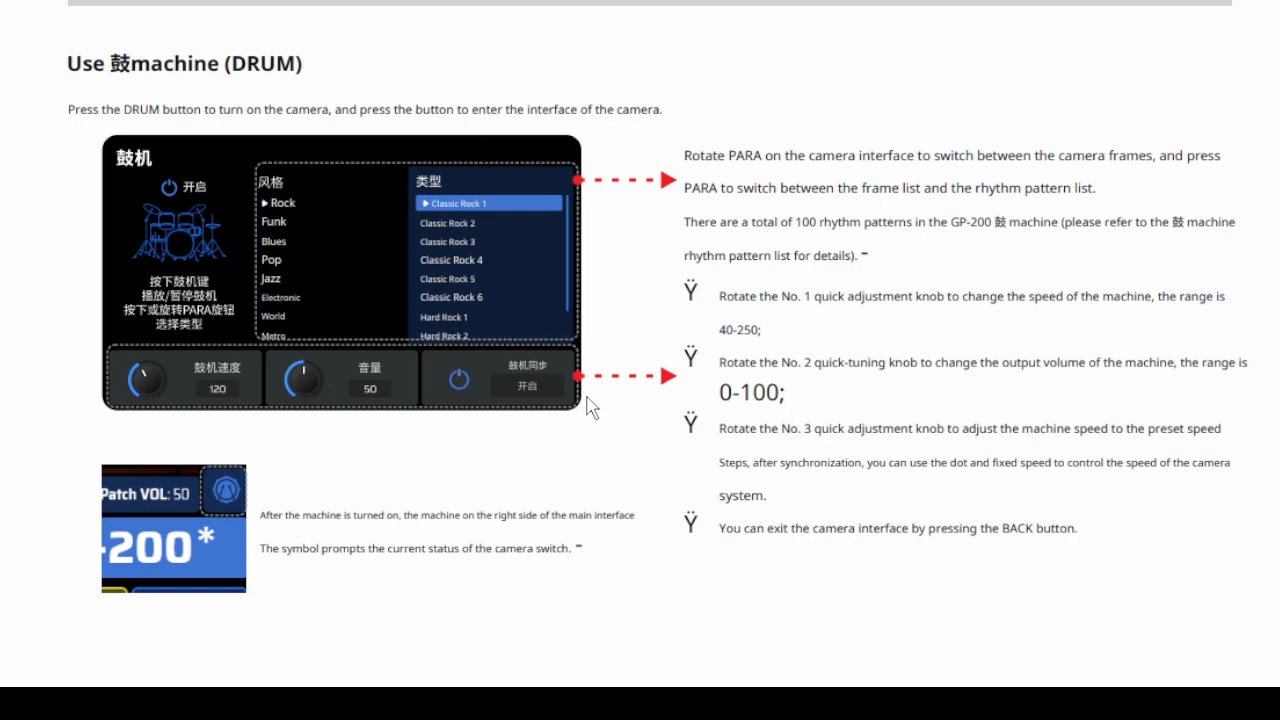 Use 鼓machine (DRUM)
Press the DRUM button to turn on the camera, and press the button to enter the interface of the camera.
鼓机
开启
按下鼓机键
播放/暂停鼓机
按下或旋转PARA旋钮
选择类型
风格
Rock
Funk
Blues
Pop
Jazz
Electronic
World
Metro
类型
Classic Rock 1
Classic Rock 2
Classic Rock 3
Classic Rock 4
Classic Rock 5
Classic Rock 6
Hard Rock 1
Hard Rock 2
鼓机速度
120
音量
50
鼓机同步
开启
Rotate PARA on the camera interface to switch between the camera frames, and press
PARA to switch between the frame list and the rhythm pattern list.
There are a total of 100 rhythm patterns in the GP-200 鼓 machine (please refer to the 鼓 machine
rhythm pattern list for details). -
Ÿ Rotate the No. 1 quick adjustment knob to change the speed of the machine, the range is
40-250;
Ÿ Rotate the No. 2 quick-tuning knob to change the output volume of the machine, the range is
0-100;
Ÿ Rotate the No. 3 quick adjustment knob to adjust the machine speed to the preset speed
Steps, after synchronization, you can use the dot and fixed speed to control the speed of the camera
system.
Ÿ You can exit the camera interface by pressing the BACK button.
Patch VOL: 50
-200*
After the machine is turned on, the machine on the right side of the main interface
The symbol prompts the current status of the camera switch. -